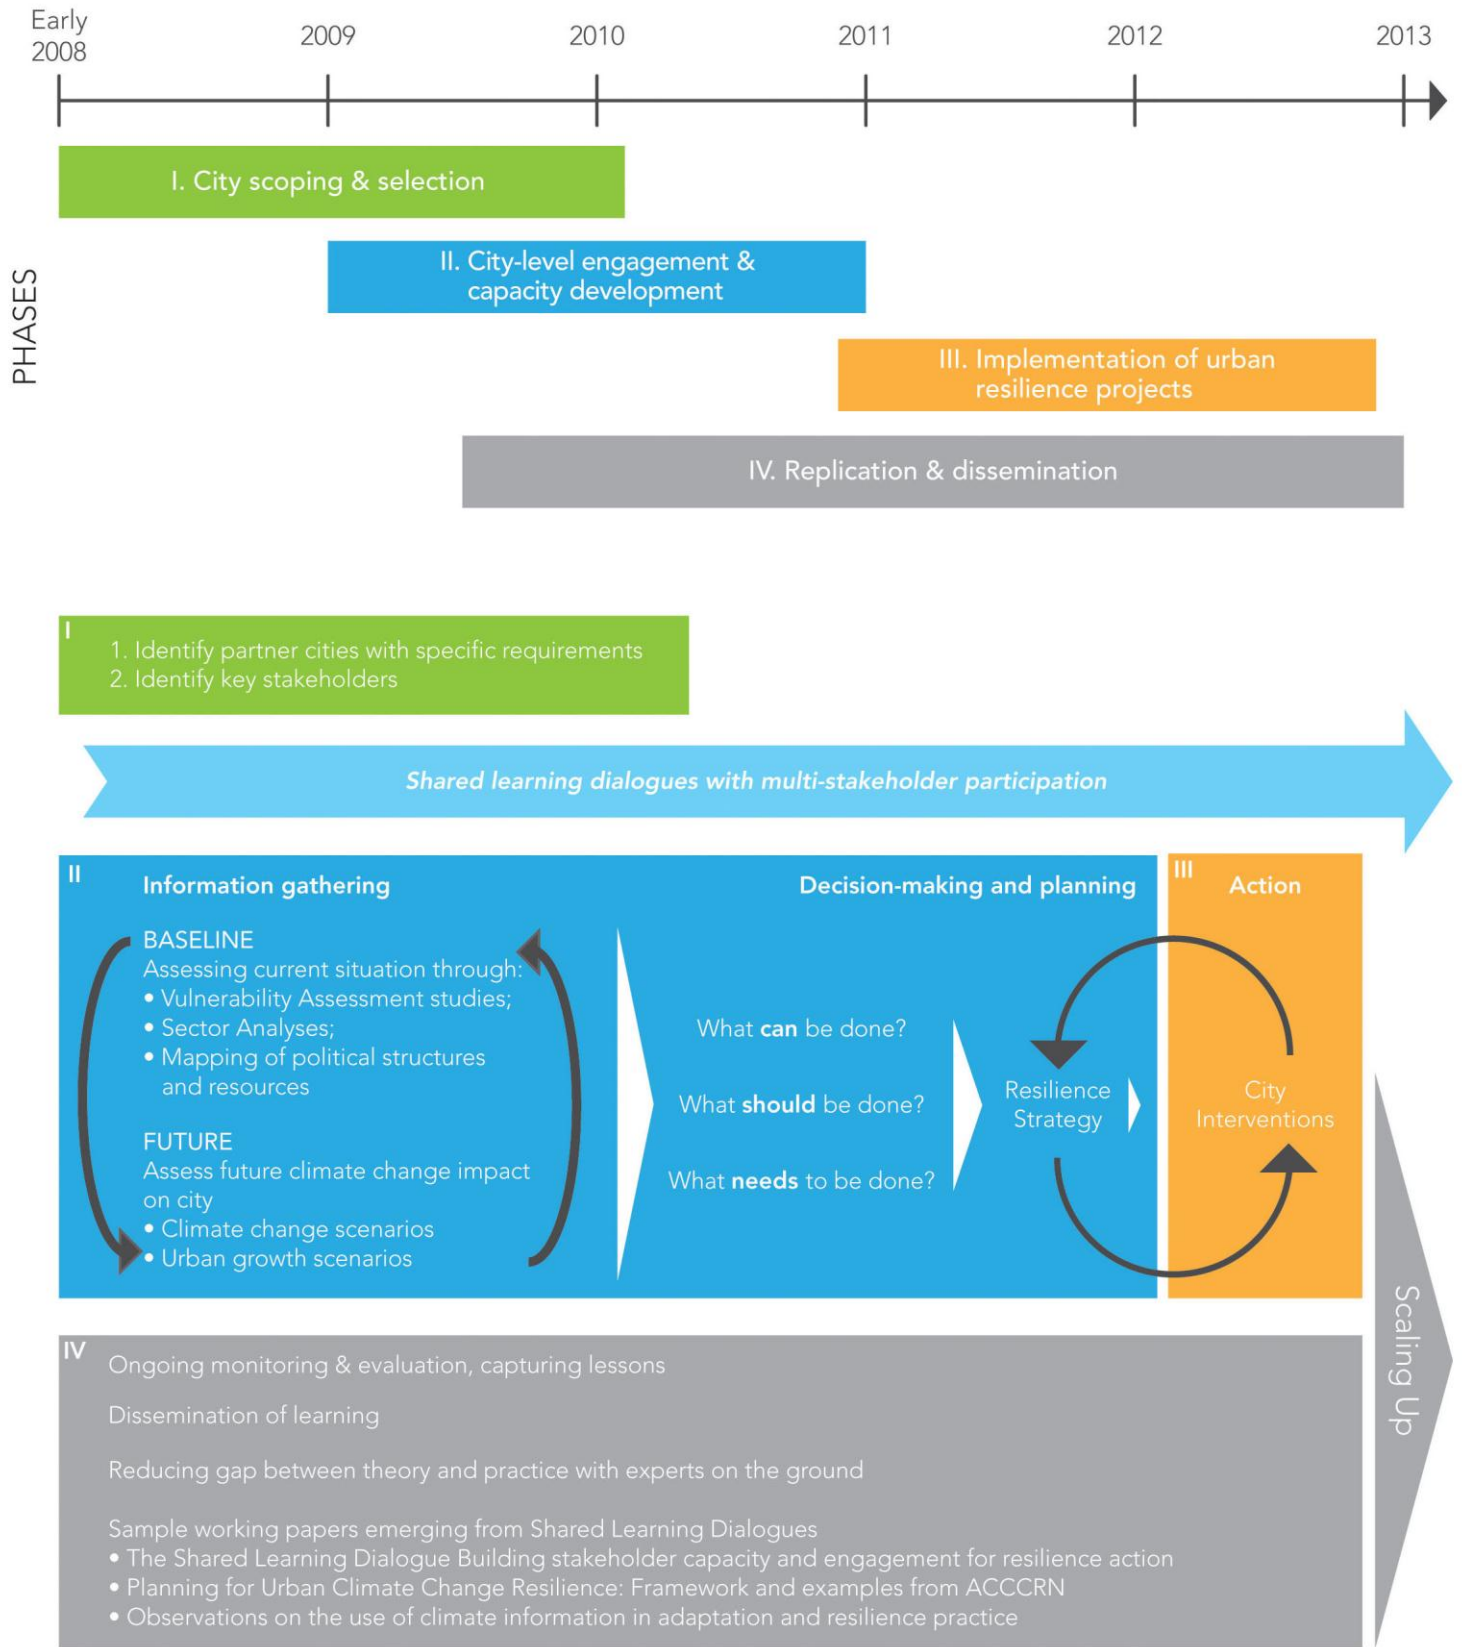 Early
2008
2009
2010
2011
2012
2013
PHASES
I. City scoping & selection
II. City-level engagement &
capacity development
III. Implementation of urban
resilience projects
IV. Replication & dissemination
I
1. Identify partner cities with specific requirements
2. Identify key stakeholders
Shared learning dialogues with multi-stakeholder participation
II
Information gathering
BASELINE
Assessing current situation through:
• Vulnerability Assessment studies;
• Sector Analyses;
• Mapping of political structures
and resources
FUTURE
Assess future climate change impact
on city
• Climate change scenarios
• Urban growth scenarios
Decision-making and planning
What can be done?
What should be done?
What needs to be done?
Resilience
Strategy
III
Action
City
Interventions
Scaling Up
IV
Ongoing monitoring & evaluation, capturing lessons
Dissemination of learning
Reducing gap between theory and practice with experts on the ground
Sample working papers emerging from Shared Learning Dialogues
• The Shared Learning Dialogue Building stakeholder capacity and engagement for resilience action
• Planning for Urban Climate Change Resilience: Framework and examples from ACCCRN
• Observations on the use of climate information in adaptation and resilience practice